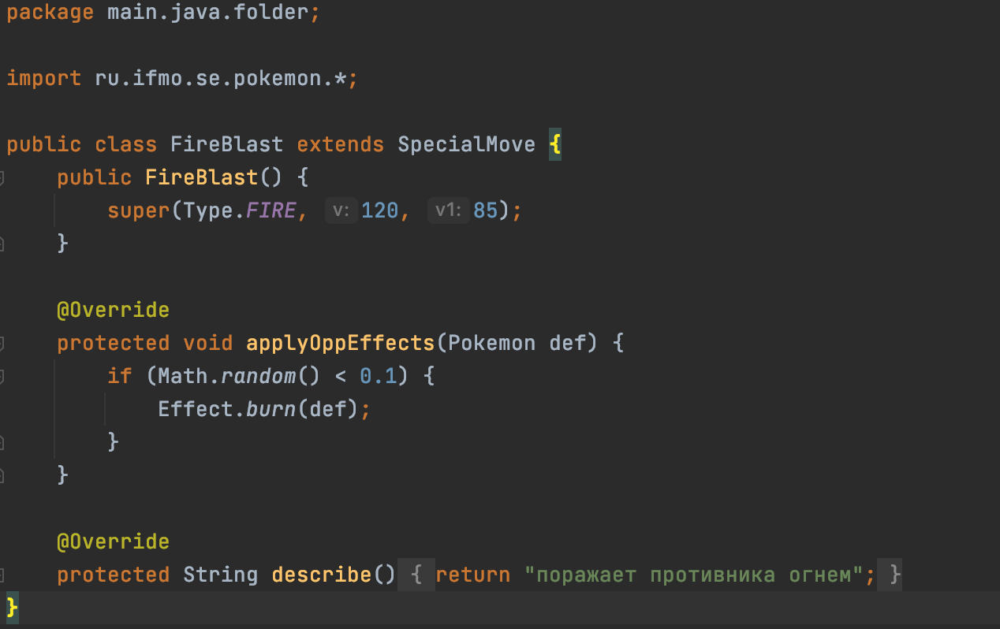 package main.java.folder;
import ru.ifmo.se.pokemon.*;
public class FireBlast extends SpecialMove {
public FireBlast() {
super(Type.FIRE, v: 120, v1: 85);
}
@Override
protected void applyOppEffects(Pokemon def) {
if (Math.random() < 0.1) {
Effect.burn(def);
}
}
@Override
protected String describe() { return "поражает противника огнем"; }
}